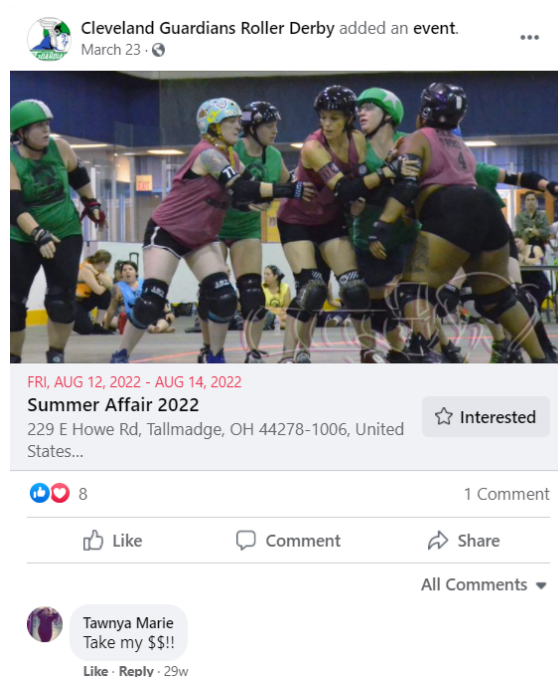 Cleveland Guardians Roller Derby added an event.
March 23 ·
FRI, AUG 12, 2022 - AUG 14, 2022
Summer Affair 2022
229 E Howe Rd, Tallmadge, OH 44278-1006, United
States...
Interested
8
1 Comment
Like
Comment
Share
All Comments
Tawnya Marie
Take my $$!!
Like · Reply · 29w